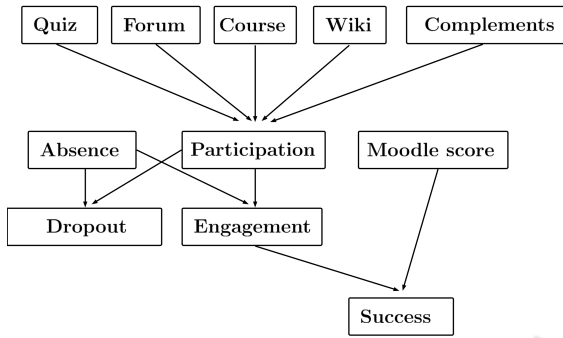 Quiz
Forum
Course
Wiki
Complements
Absence
Participation
Moodle score
Dropout
Engagement
Success